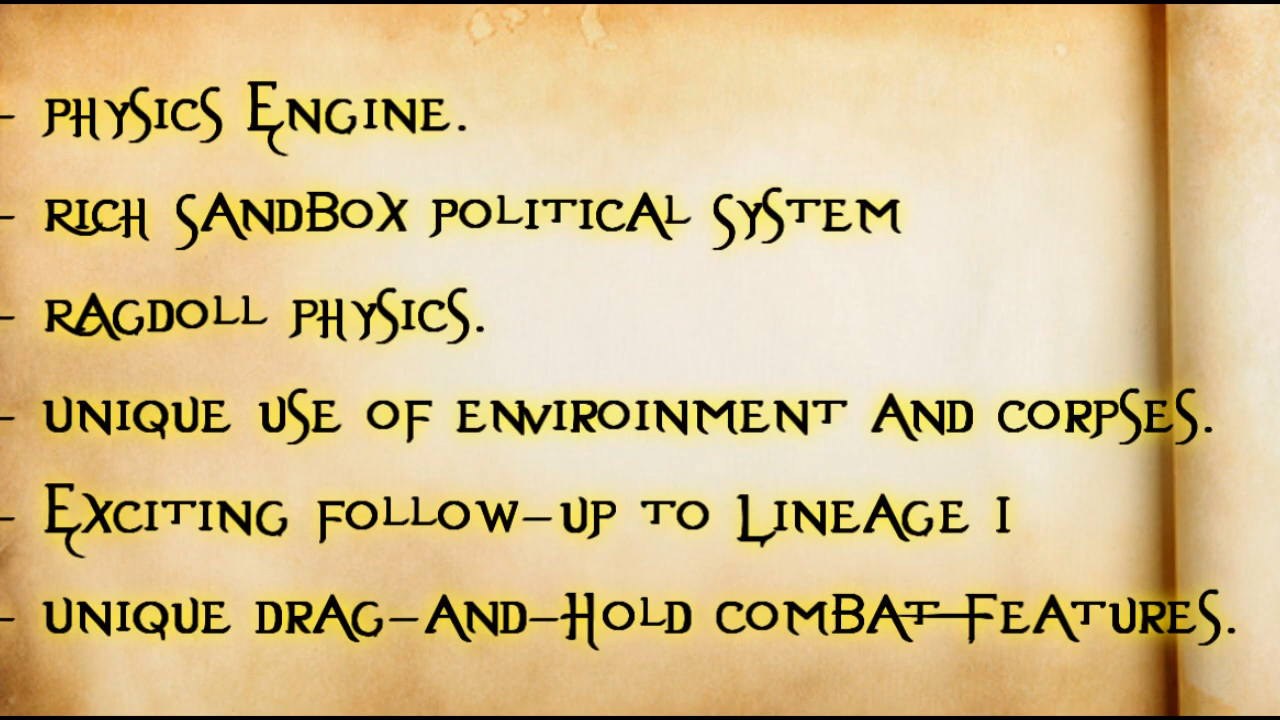 - physics Engine.
- rich sandbox political system
- ragdoll physics.
- unique use of enviroinment and corpses.
- Exciting follow-up to Lineage I
- unique drag-and-Hold combat Features.